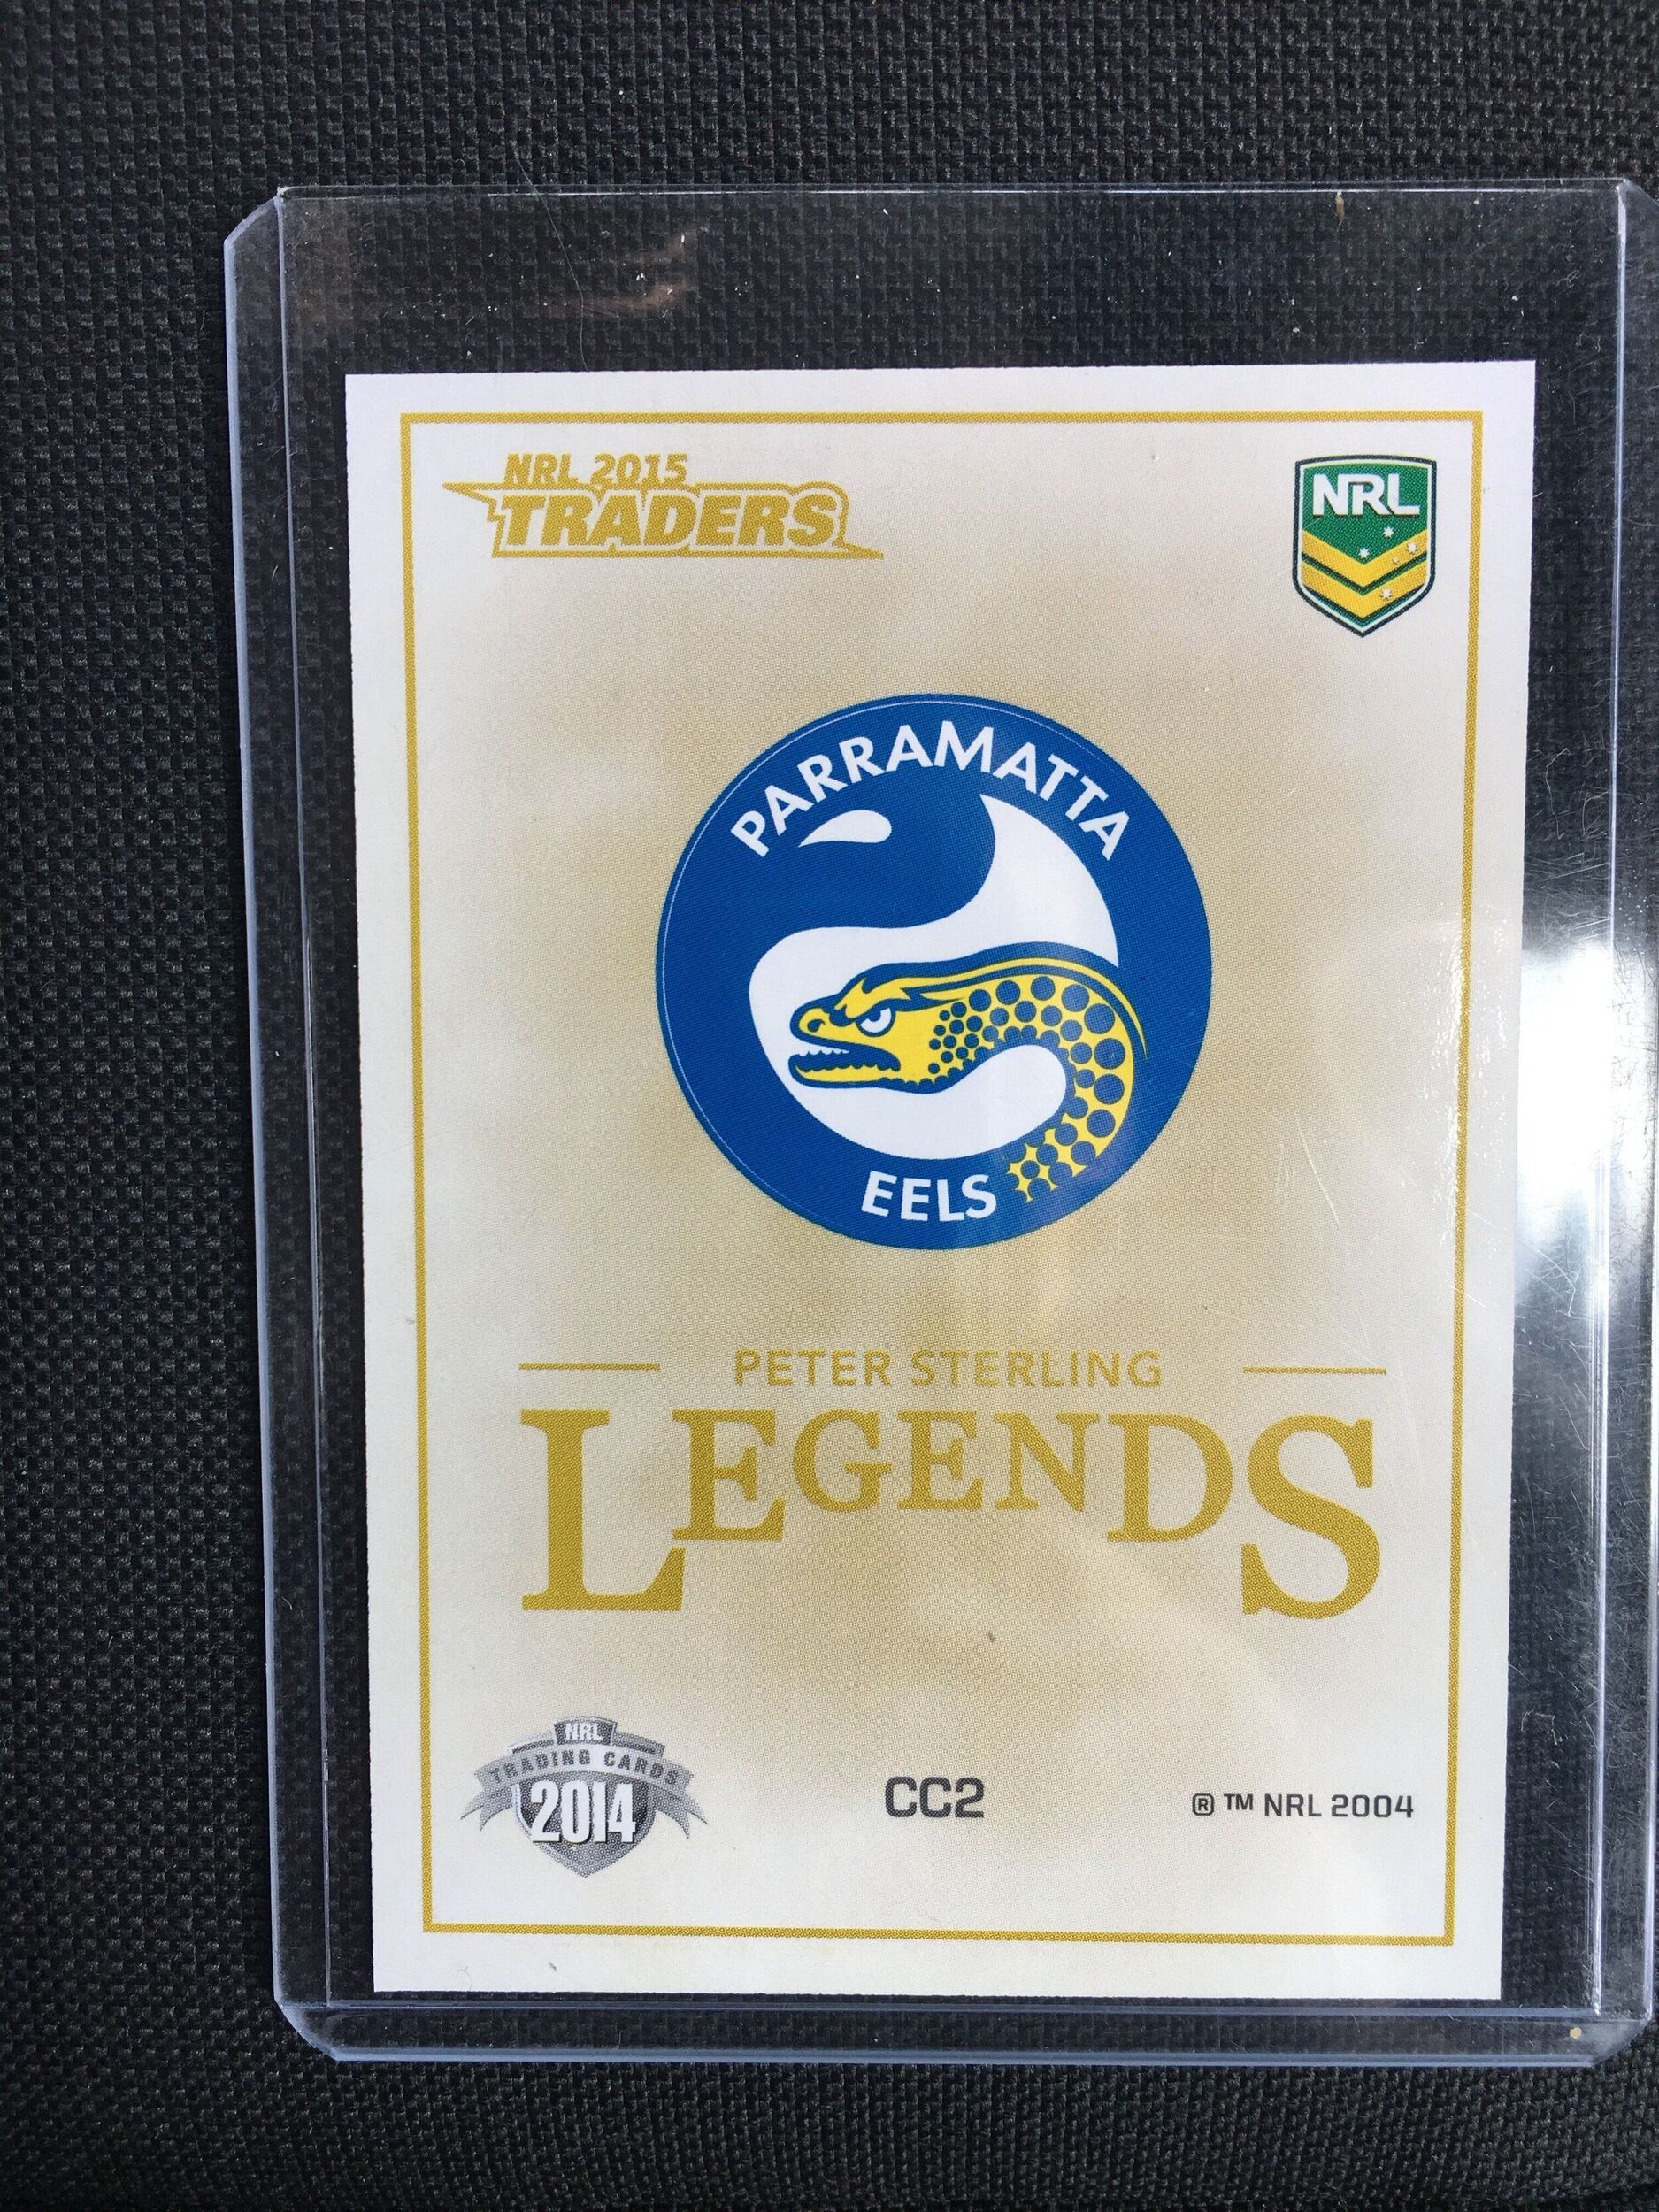 NRL 2015
TRADERS
NRL
PARRAMATTA
EELS
PETER STERLING
LEGENDS
NRL
TRADING CARDS
2014
CC2
® ™ NRL 2004